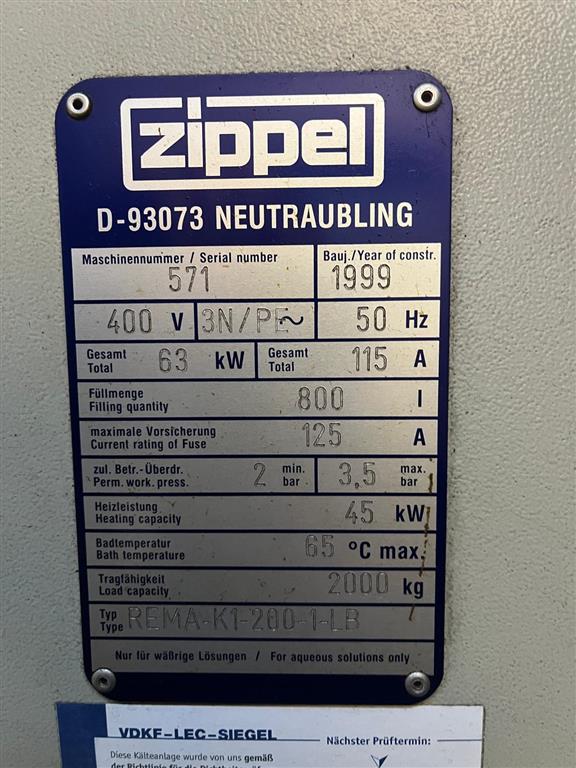 zippel
D-93073 NEUTRAUBLING
Maschinennummer / Serial number
571
Bauj./Year of constr.
1999
400 V 3N/PE~ 50 Hz
Gesamt
Total 63 kW
Gesamt
Total 115 A
Füllmenge
Filling quantity 800 l
maximale Vorsicherung
Current rating of Fuse 125 A
zul. Betr.-Überdr.
Perm. work. press. 2 min. bar 3,5 max. bar
Heizleistung
Heating capacity 45 kW
Badtemperatur
Bath temperature 65 °C max.
Tragfähigkeit
Load capacity 2000 kg
Typ
Type REMA-K1-200-1-LB
Nur für wäßrige Lösungen / For aqueous solutions only
VDKF-LEC-SIEGEL
Nächster Prüftermin:
Diese Kälteanlage wurde von uns gemäß